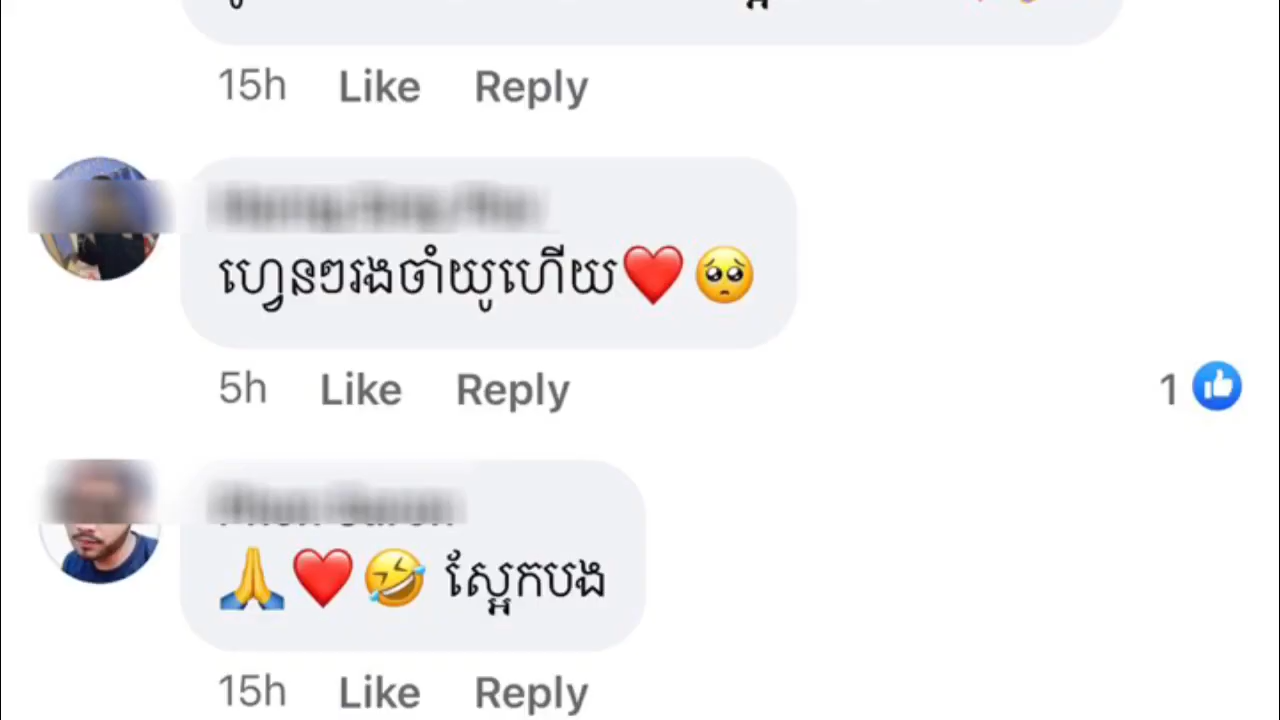 15h Like Reply
ហ្វេនៗរងចាំយូហើយ❤️🥺
5h Like Reply 1
🙏❤️🤣 ស្អែកបង
15h Like Reply